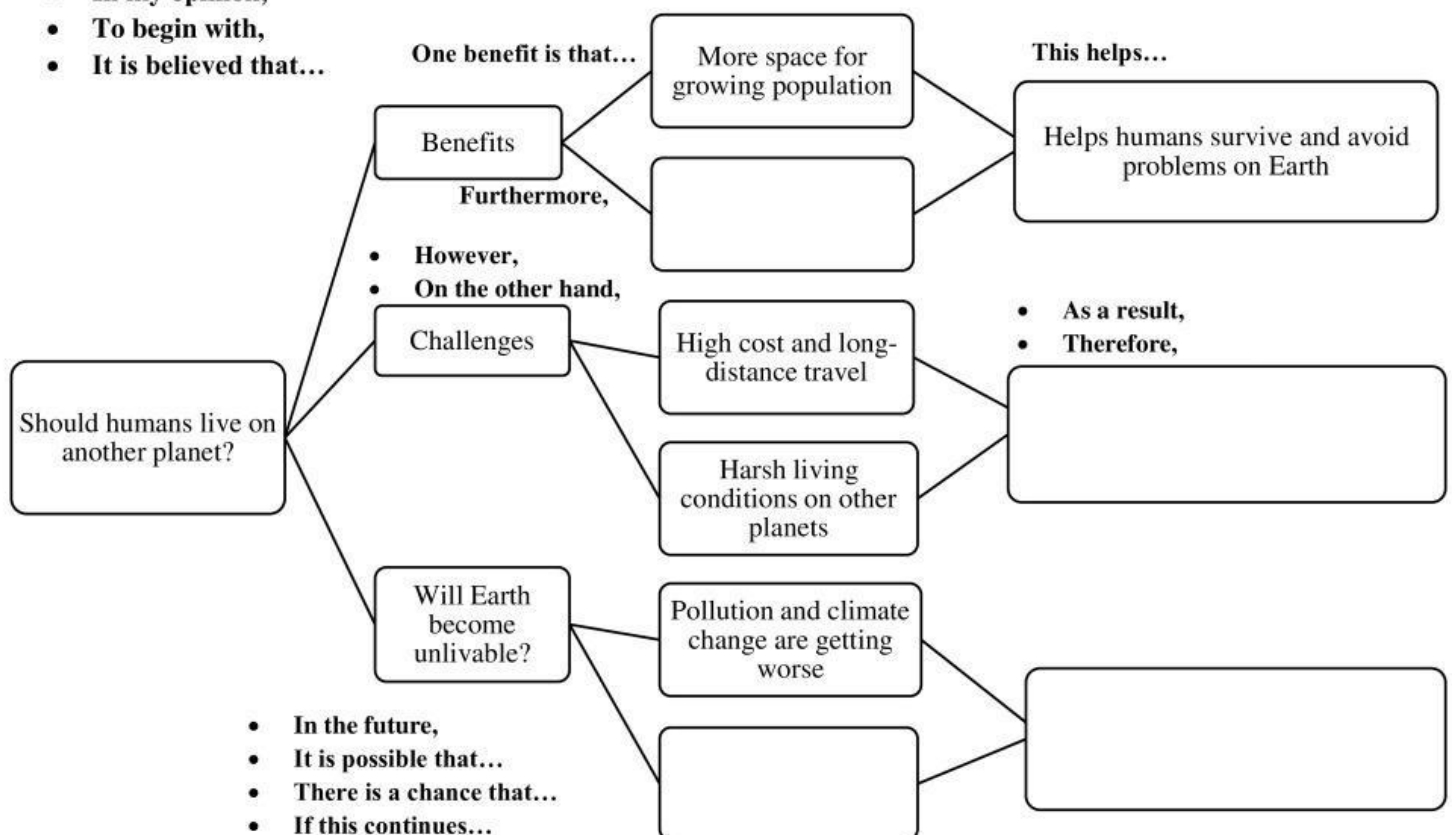 In my opinion,
• To begin with,
• It is believed that…
One benefit is that…
More space for
growing population
This helps…
Benefits
Helps humans survive and avoid
problems on Earth
Furthermore,
• However,
• On the other hand,
Challenges
High cost and long-
distance travel
• As a result,
• Therefore,
Should humans live on
another planet?
Harsh living
conditions on other
planets
Will Earth
become
unlivable?
Pollution and climate
change are getting
worse
• In the future,
• It is possible that…
• There is a chance that…
• If this continues…